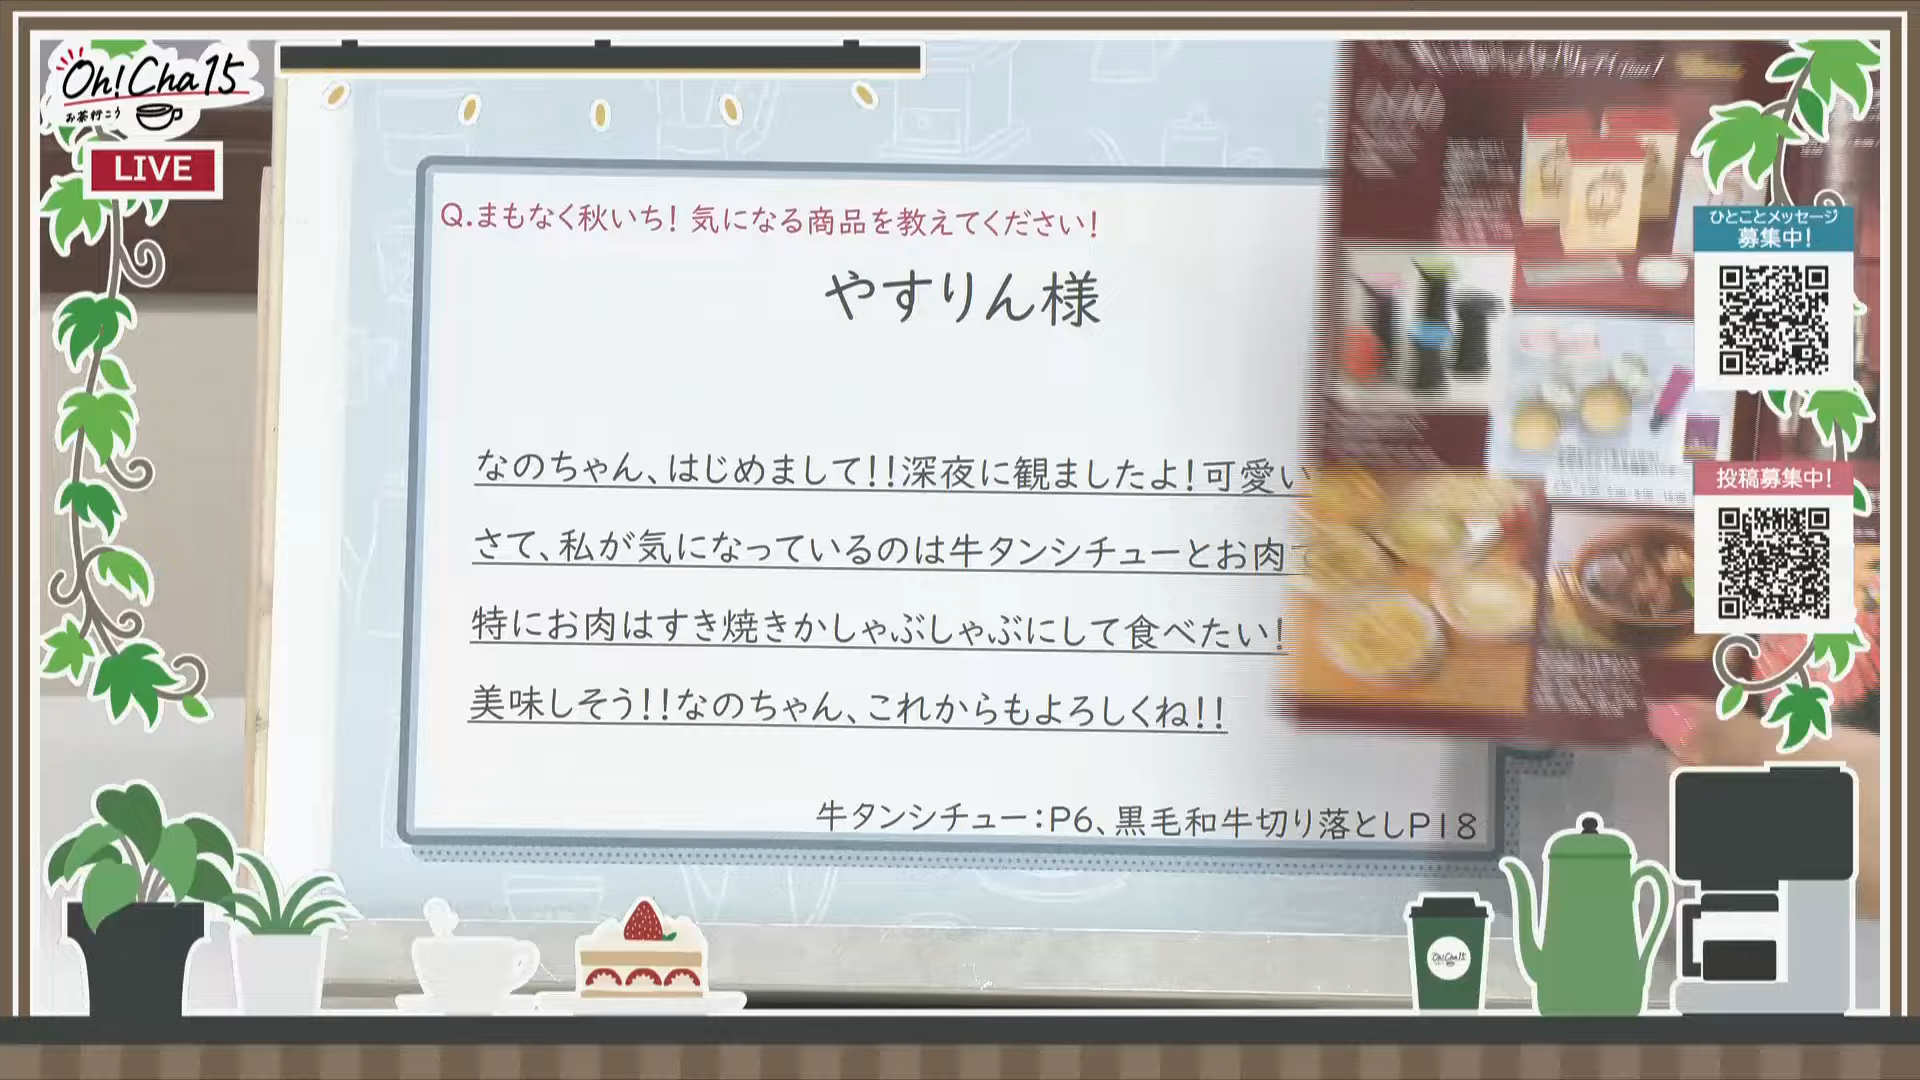 Oh!Cha15
お茶行こう
LIVE
Q.まもなく秋いち! 気になる商品を教えてください!
やすりん様
なのちゃん、はじめまして!!深夜に観ましたよ!可愛い
さて、私が気になっているのは牛タンシチューとお肉
特にお肉はすき焼きかしゃぶしゃぶにして食べたい!
美味しそう!!なのちゃん、これからもよろしくね!!
牛タンシチュー:P6、黒毛和牛切り落としP18
ひとことメッセージ
募集中!
投稿募集中!
Oh!Cha15